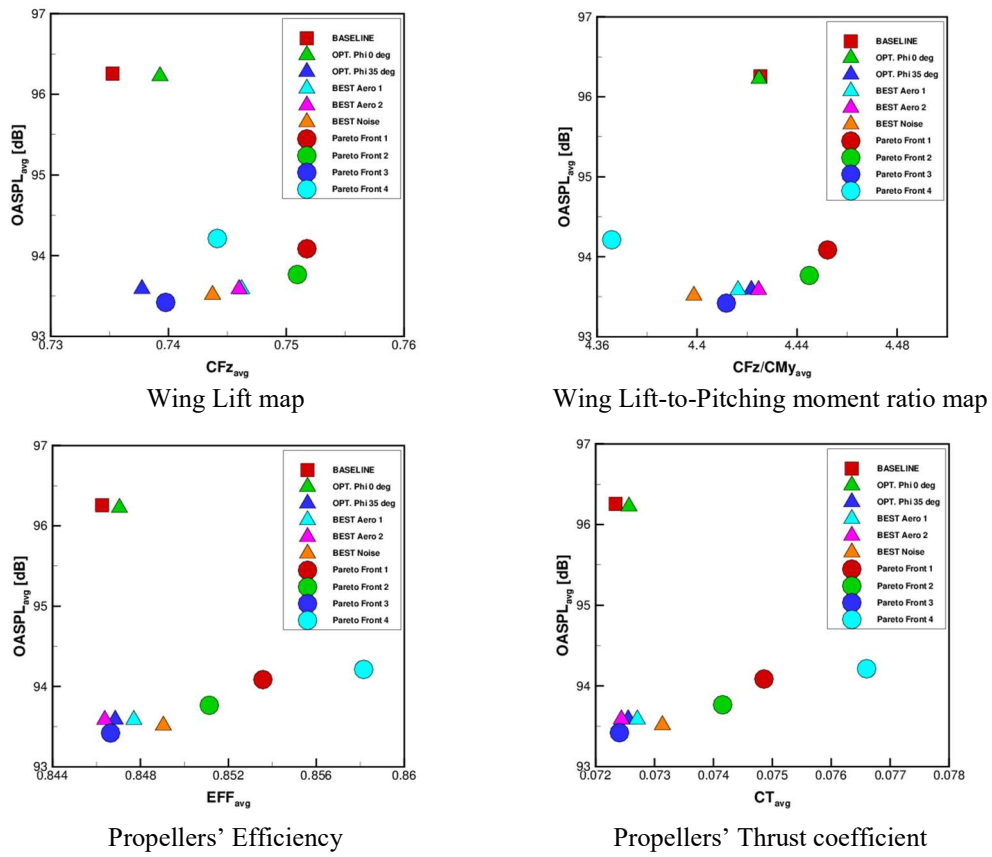 97
96
95
94
93
OASPLavg [dB]
BASELINE
OPT. Phi 0 deg
OPT. Phi 35 deg
BEST Aero 1
BEST Aero 2
BEST Noise
Pareto Front 1
Pareto Front 2
Pareto Front 3
Pareto Front 4
0.73 0.74 0.75 0.76
CFzavg
Wing Lift map
97
96
95
94
93
OASPLavg [dB]
BASELINE
OPT. Phi 0 deg
OPT. Phi 35 deg
BEST Aero 1
BEST Aero 2
BEST Noise
Pareto Front 1
Pareto Front 2
Pareto Front 3
Pareto Front 4
4.36 4.4 4.44 4.48
CFz/CMyavg
Wing Lift-to-Pitching moment ratio map
97
96
95
94
93
OASPLavg [dB]
BASELINE
OPT. Phi 0 deg
OPT. Phi 35 deg
BEST Aero 1
BEST Aero 2
BEST Noise
Pareto Front 1
Pareto Front 2
Pareto Front 3
Pareto Front 4
0.844 0.848 0.852 0.856 0.86
EFFavg
Propellers’ Efficiency
97
96
95
94
93
OASPLavg [dB]
BASELINE
OPT. Phi 0 deg
OPT. Phi 35 deg
BEST Aero 1
BEST Aero 2
BEST Noise
Pareto Front 1
Pareto Front 2
Pareto Front 3
Pareto Front 4
0.072 0.073 0.074 0.075 0.076 0.077 0.078
CTavg
Propellers’ Thrust coefficient